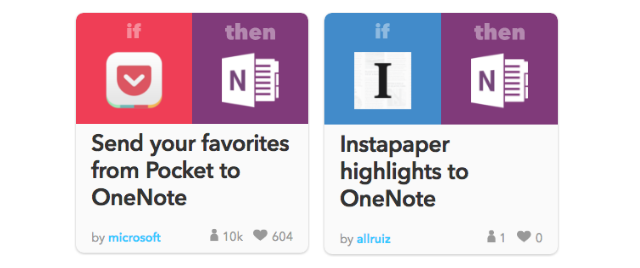 if then
Send your favorites
from Pocket to
OneNote
by microsoft 10k 604
if then
Instapaper
highlights to
OneNote
by allruiz 1 0
N
I
N